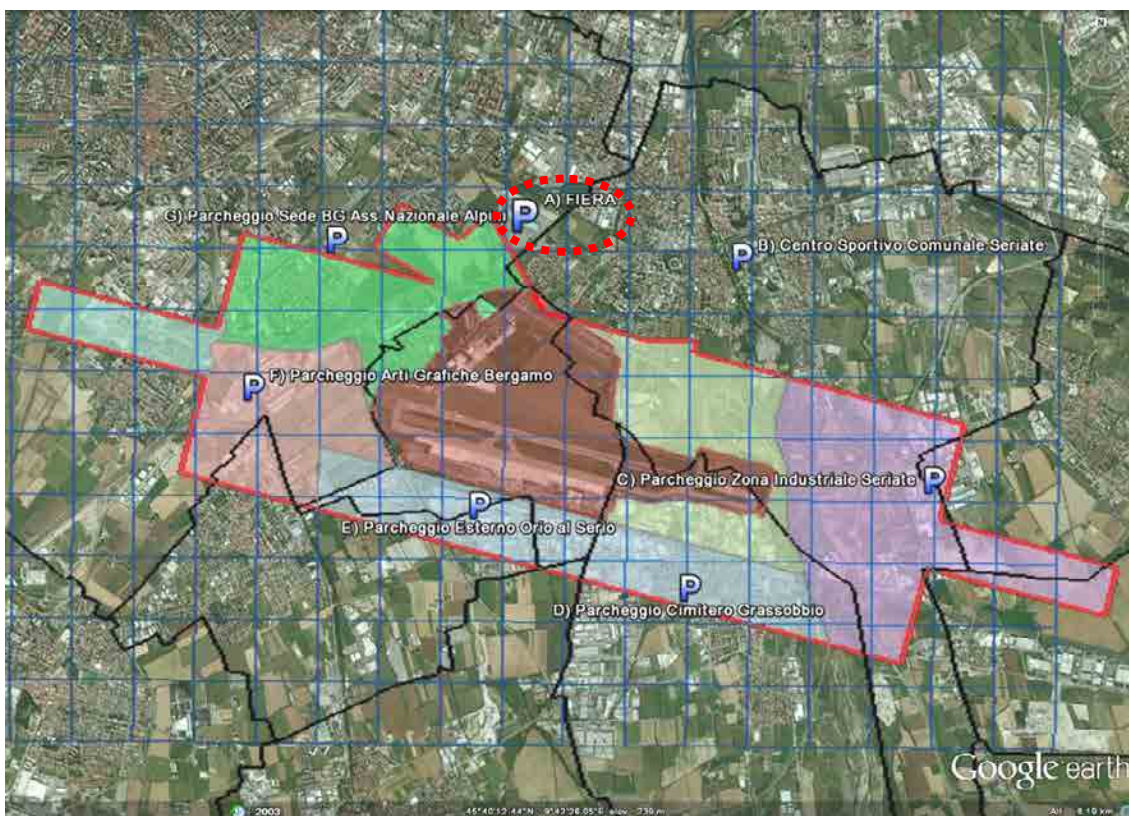 N
A) FIERA
G) Parcheggio Sede BG Ass.Nazionale Alpini
B) Centro Sportivo Comunale Seriate
F) Parcheggio Arti Grafiche Bergamo
C) Parcheggio Zona Industriale Seriate
E) Parcheggio Esterno Orio al Serio
D) Parcheggio Cimitero Grassobbio
Google earth
2003